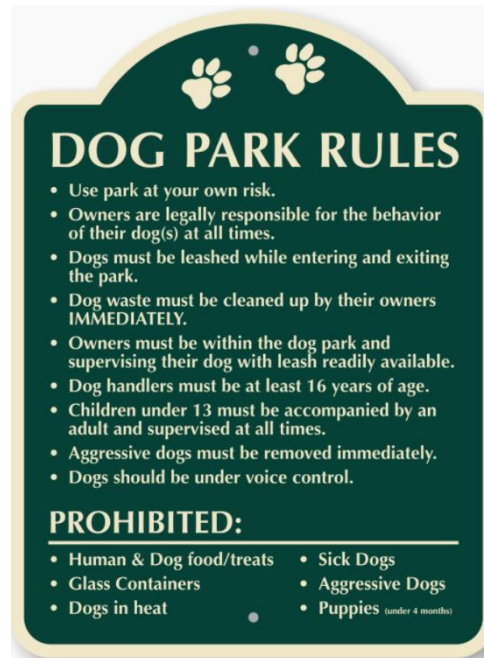 DOG PARK RULES
• Use park at your own risk.
• Owners are legally responsible for the behavior
of their dog(s) at all times.
• Dogs must be leashed while entering and exiting
the park.
• Dog waste must be cleaned up by their owners
IMMEDIATELY.
• Owners must be within the dog park and
supervising their dog with leash readily available.
• Dog handlers must be at least 16 years of age.
• Children under 13 must be accompanied by an
adult and supervised at all times.
• Aggressive dogs must be removed immediately.
• Dogs should be under voice control.
PROHIBITED:
• Human & Dog food/treats
• Glass Containers
• Dogs in heat
• Sick Dogs
• Aggressive Dogs
• Puppies (under 4 months)